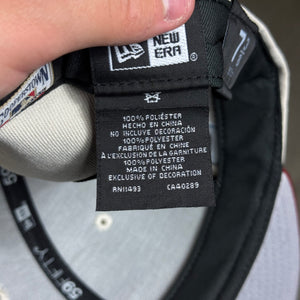 NEW ERA
®
100% POLIÉSTER
HECHO EN CHINA
NO INCLUYE DECORACIÓN
100% POLYESTER
FABRIQUÉ EN CHINE
À L'EXCLUSION DE LA GARNITURE
100% POLYESTER
MADE IN CHINA
EXCLUSIVE OF DECORATION
RN11493 CA40289
59FIFTY